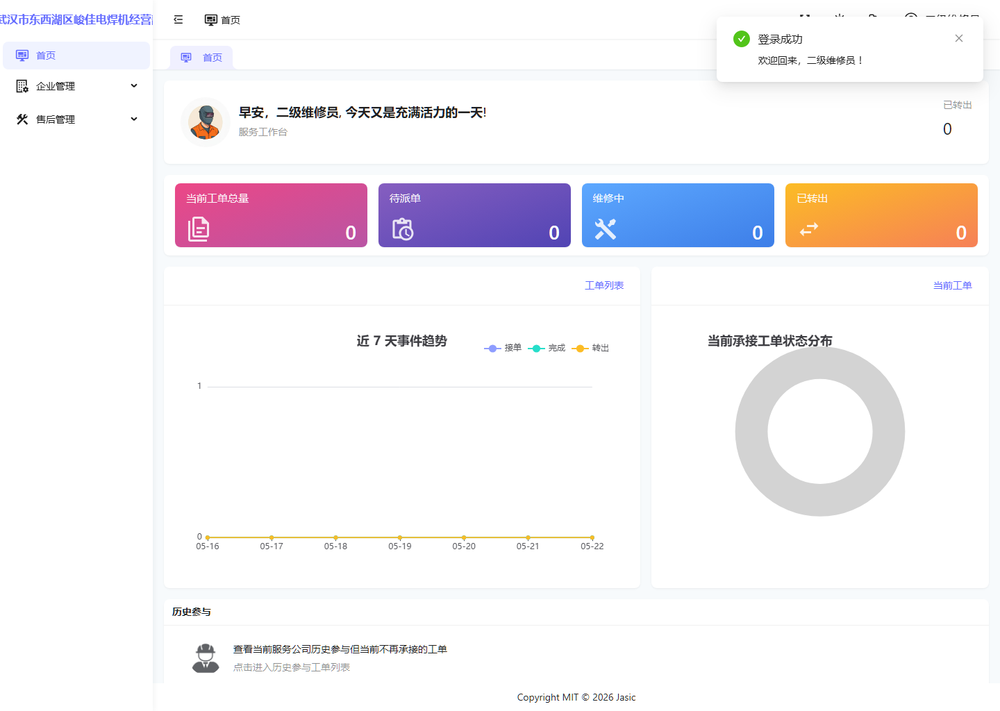 武汉市东西湖区峻佳电焊机经营
首页
企业管理
售后管理
首页
首页
登录成功
欢迎回来，二级维修员！
早安，二级维修员, 今天又是充满活力的一天!
服务工作台
已转出
0
当前工单总量
0
待派单
0
维修中
0
已转出
0
工单列表
近 7 天事件趋势
接单 完成 转出
1
0
05-16 05-17 05-18 05-19 05-20 05-21 05-22
当前工单
当前承接工单状态分布
历史参与
查看当前服务公司历史参与但当前不再承接的工单
点击进入历史参与工单列表
Copyright MIT © 2026 Jasic